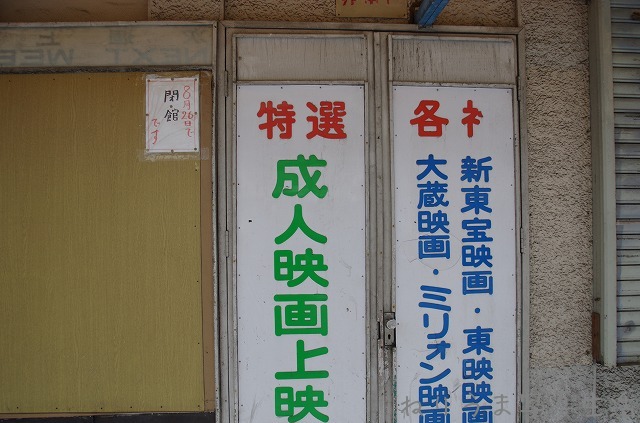 8月26日で
閉館
です
特選
成人映画上映
各ネ
新東宝映画・東映映画
大蔵映画・ミリオン映画